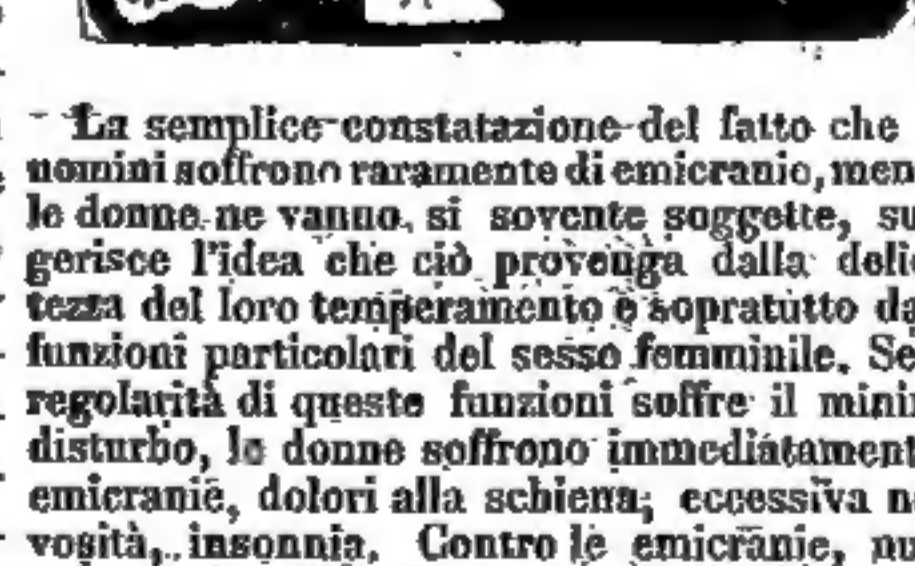 La semplice constatazione del fatto che
uomini soffrono raramente di emicranie, men
le donne ne vanno si sovente soggette, su
gerisce l'idea che ciò provenga dalla delic
tezza del loro temperamento e sopratutto da
funzioni particolari del sesso femminile. Se
regolarità di queste funzioni soffre il mini
disturbo, le donne soffrono immediatament
emicranie, dolori alla schiena, eccessiva n
vosità, insonnia. Contro le emicranie, nu